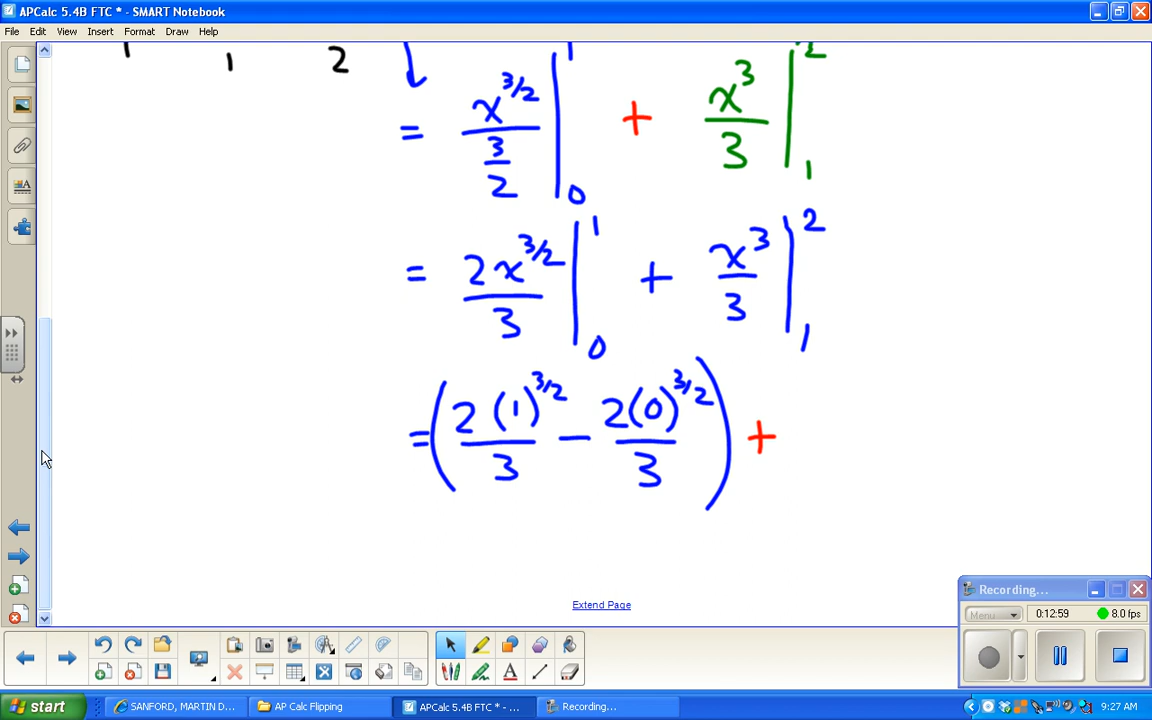 APCalc 5.4B FTC * - SMART Notebook
File Edit View Insert Format Draw Help
1 1 2
= x^3/2 / 3/2 |_0^1 + x^3 / 3 |_1^2
= 2x^3/2 / 3 |_0^1 + x^3 / 3 |_1^2
= ( 2(1)^3/2 / 3 - 2(0)^3/2 / 3 ) +
Extend Page
Recording...
Menu 0:12:59 8.0 fps
start SANFORD, MARTIN D... AP Calc Flipping APCalc 5.4B FTC * - ... Recording... 9:27 AM